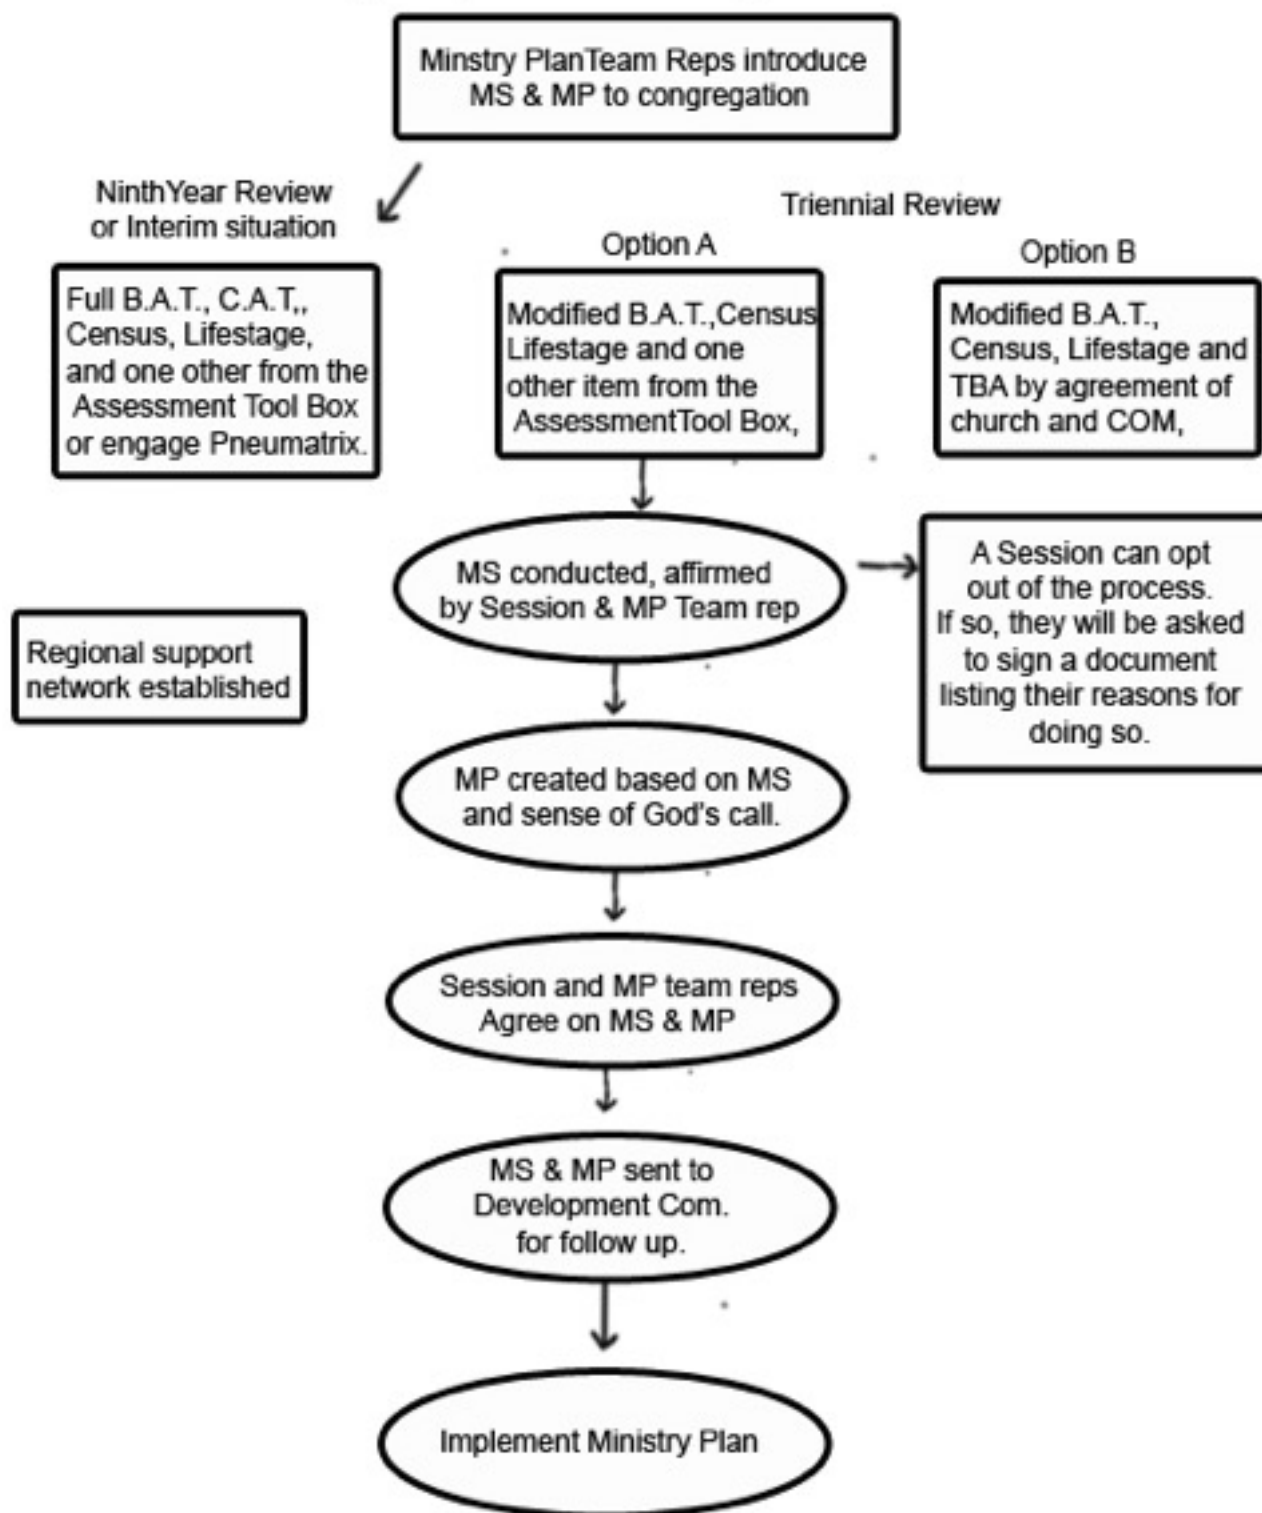 Minstry PlanTeam Reps introduce
MS & MP to congregation
NinthYear Review
or Interim situation
Triennial Review
Option A
Option B
Full B.A.T., C.A.T,,
Census, Lifestage,
and one other from the
Assessment Tool Box
or engage Pneumatrix.
Modified B.A.T.,Census
Lifestage and one
other item from the
AssessmentTool Box,
Modified B.A.T.,
Census, Lifestage and
TBA by agreement of
church and COM,
MS conducted, affirmed
by Session & MP Team rep
A Session can opt
out of the process.
If so, they will be asked
to sign a document
listing their reasons for
doing so.
Regional support
network established
MP created based on MS
and sense of God's call.
Session and MP team reps
Agree on MS & MP
MS & MP sent to
Development Com.
for follow up.
Implement Ministry Plan